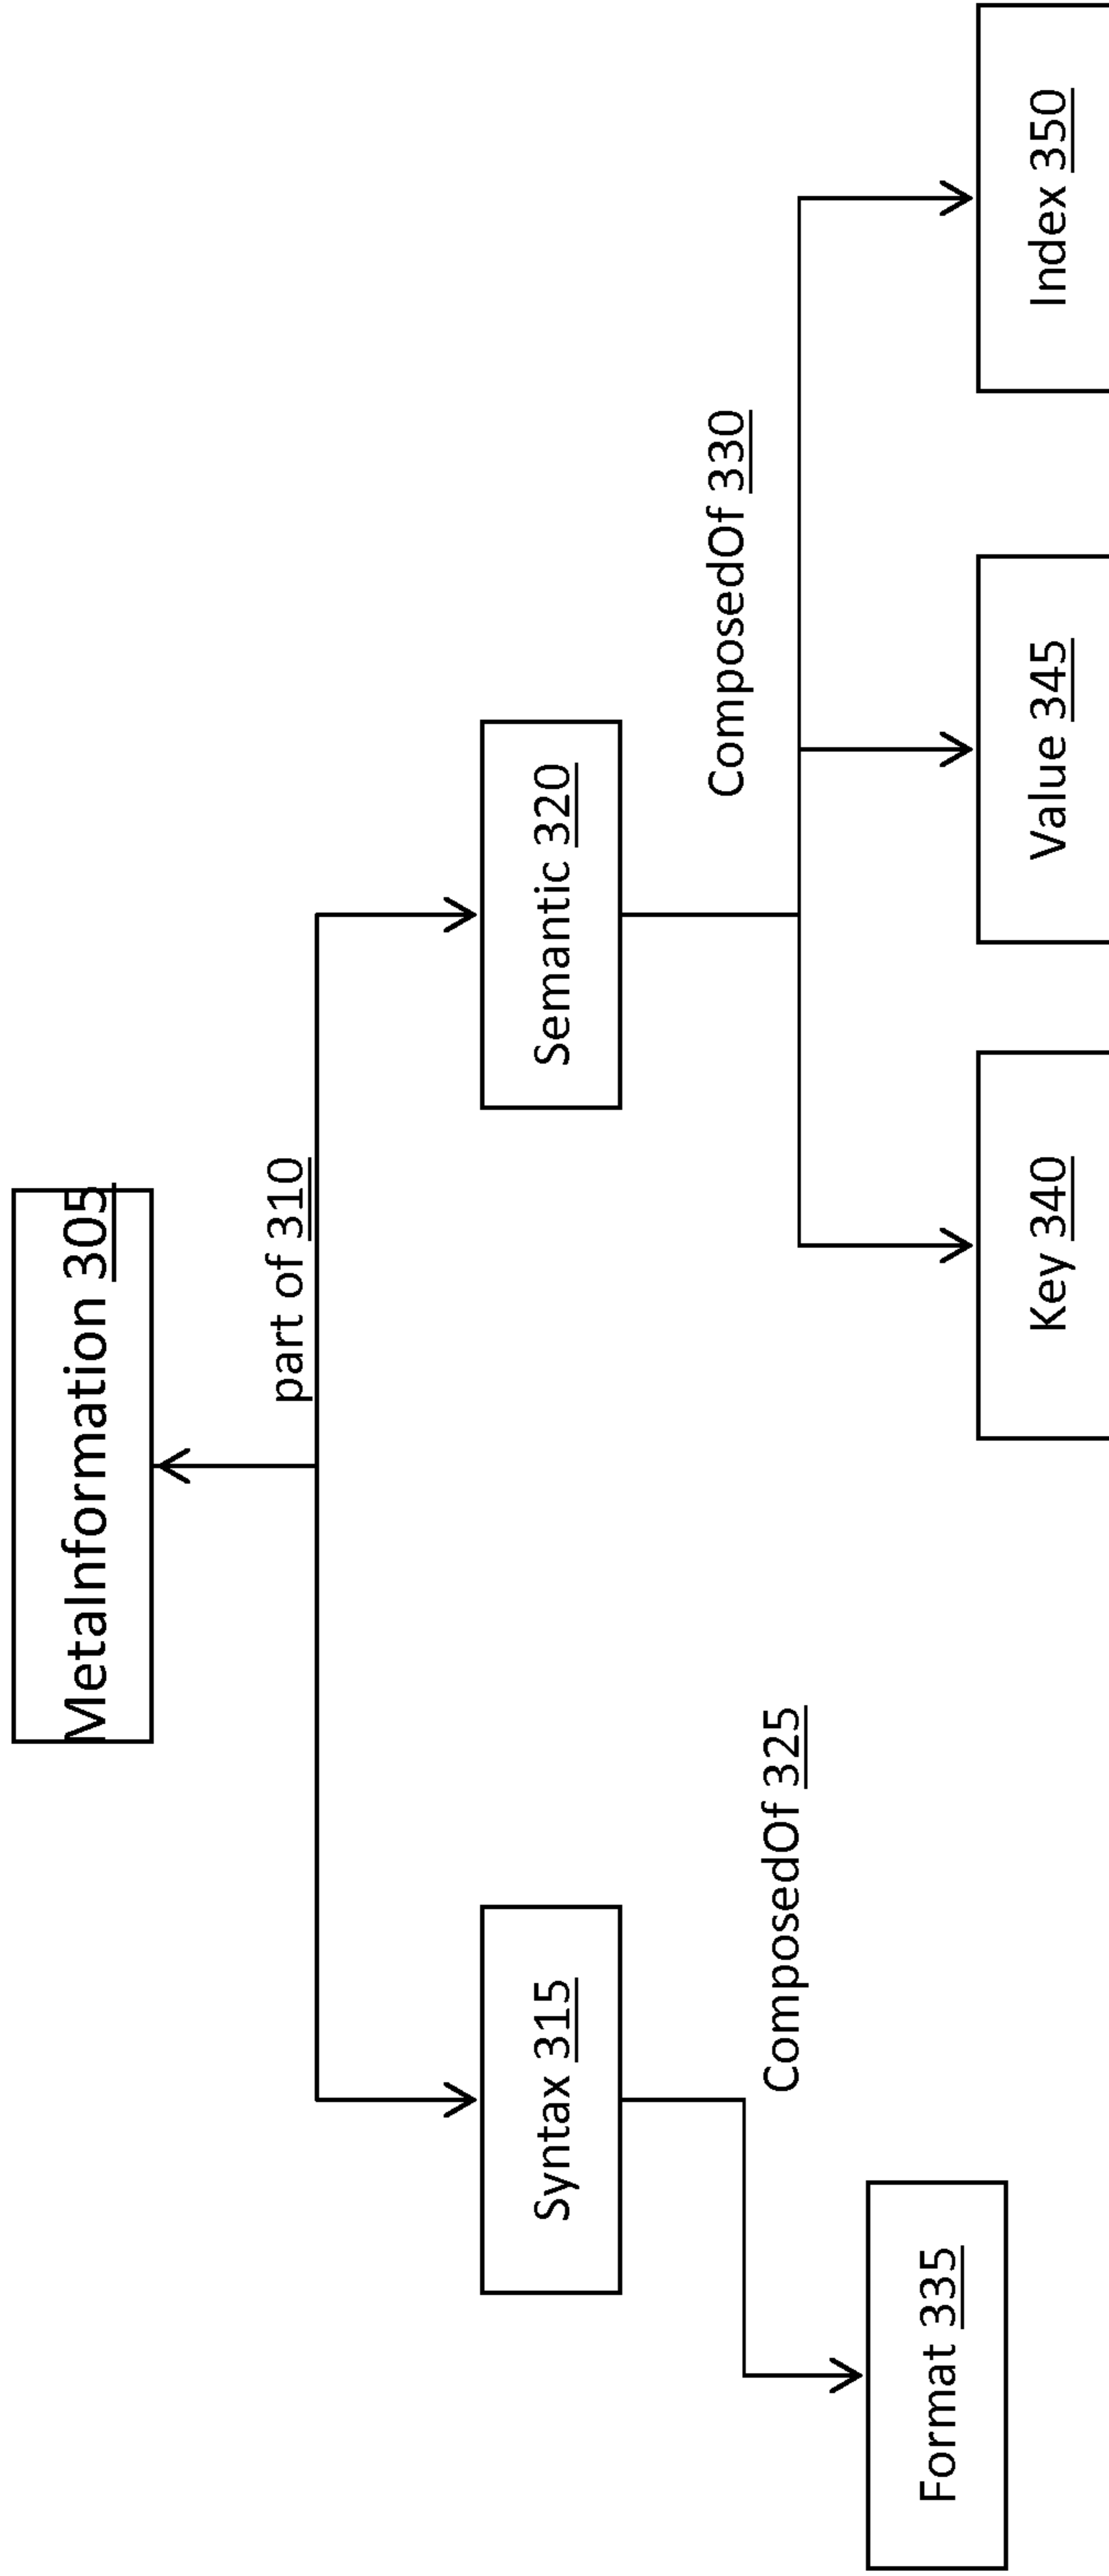 MetaInformation 305
part of 310
Syntax 315
Semantic 320
ComposedOf 325
ComposedOf 330
Format 335
Key 340
Value 345
Index 350